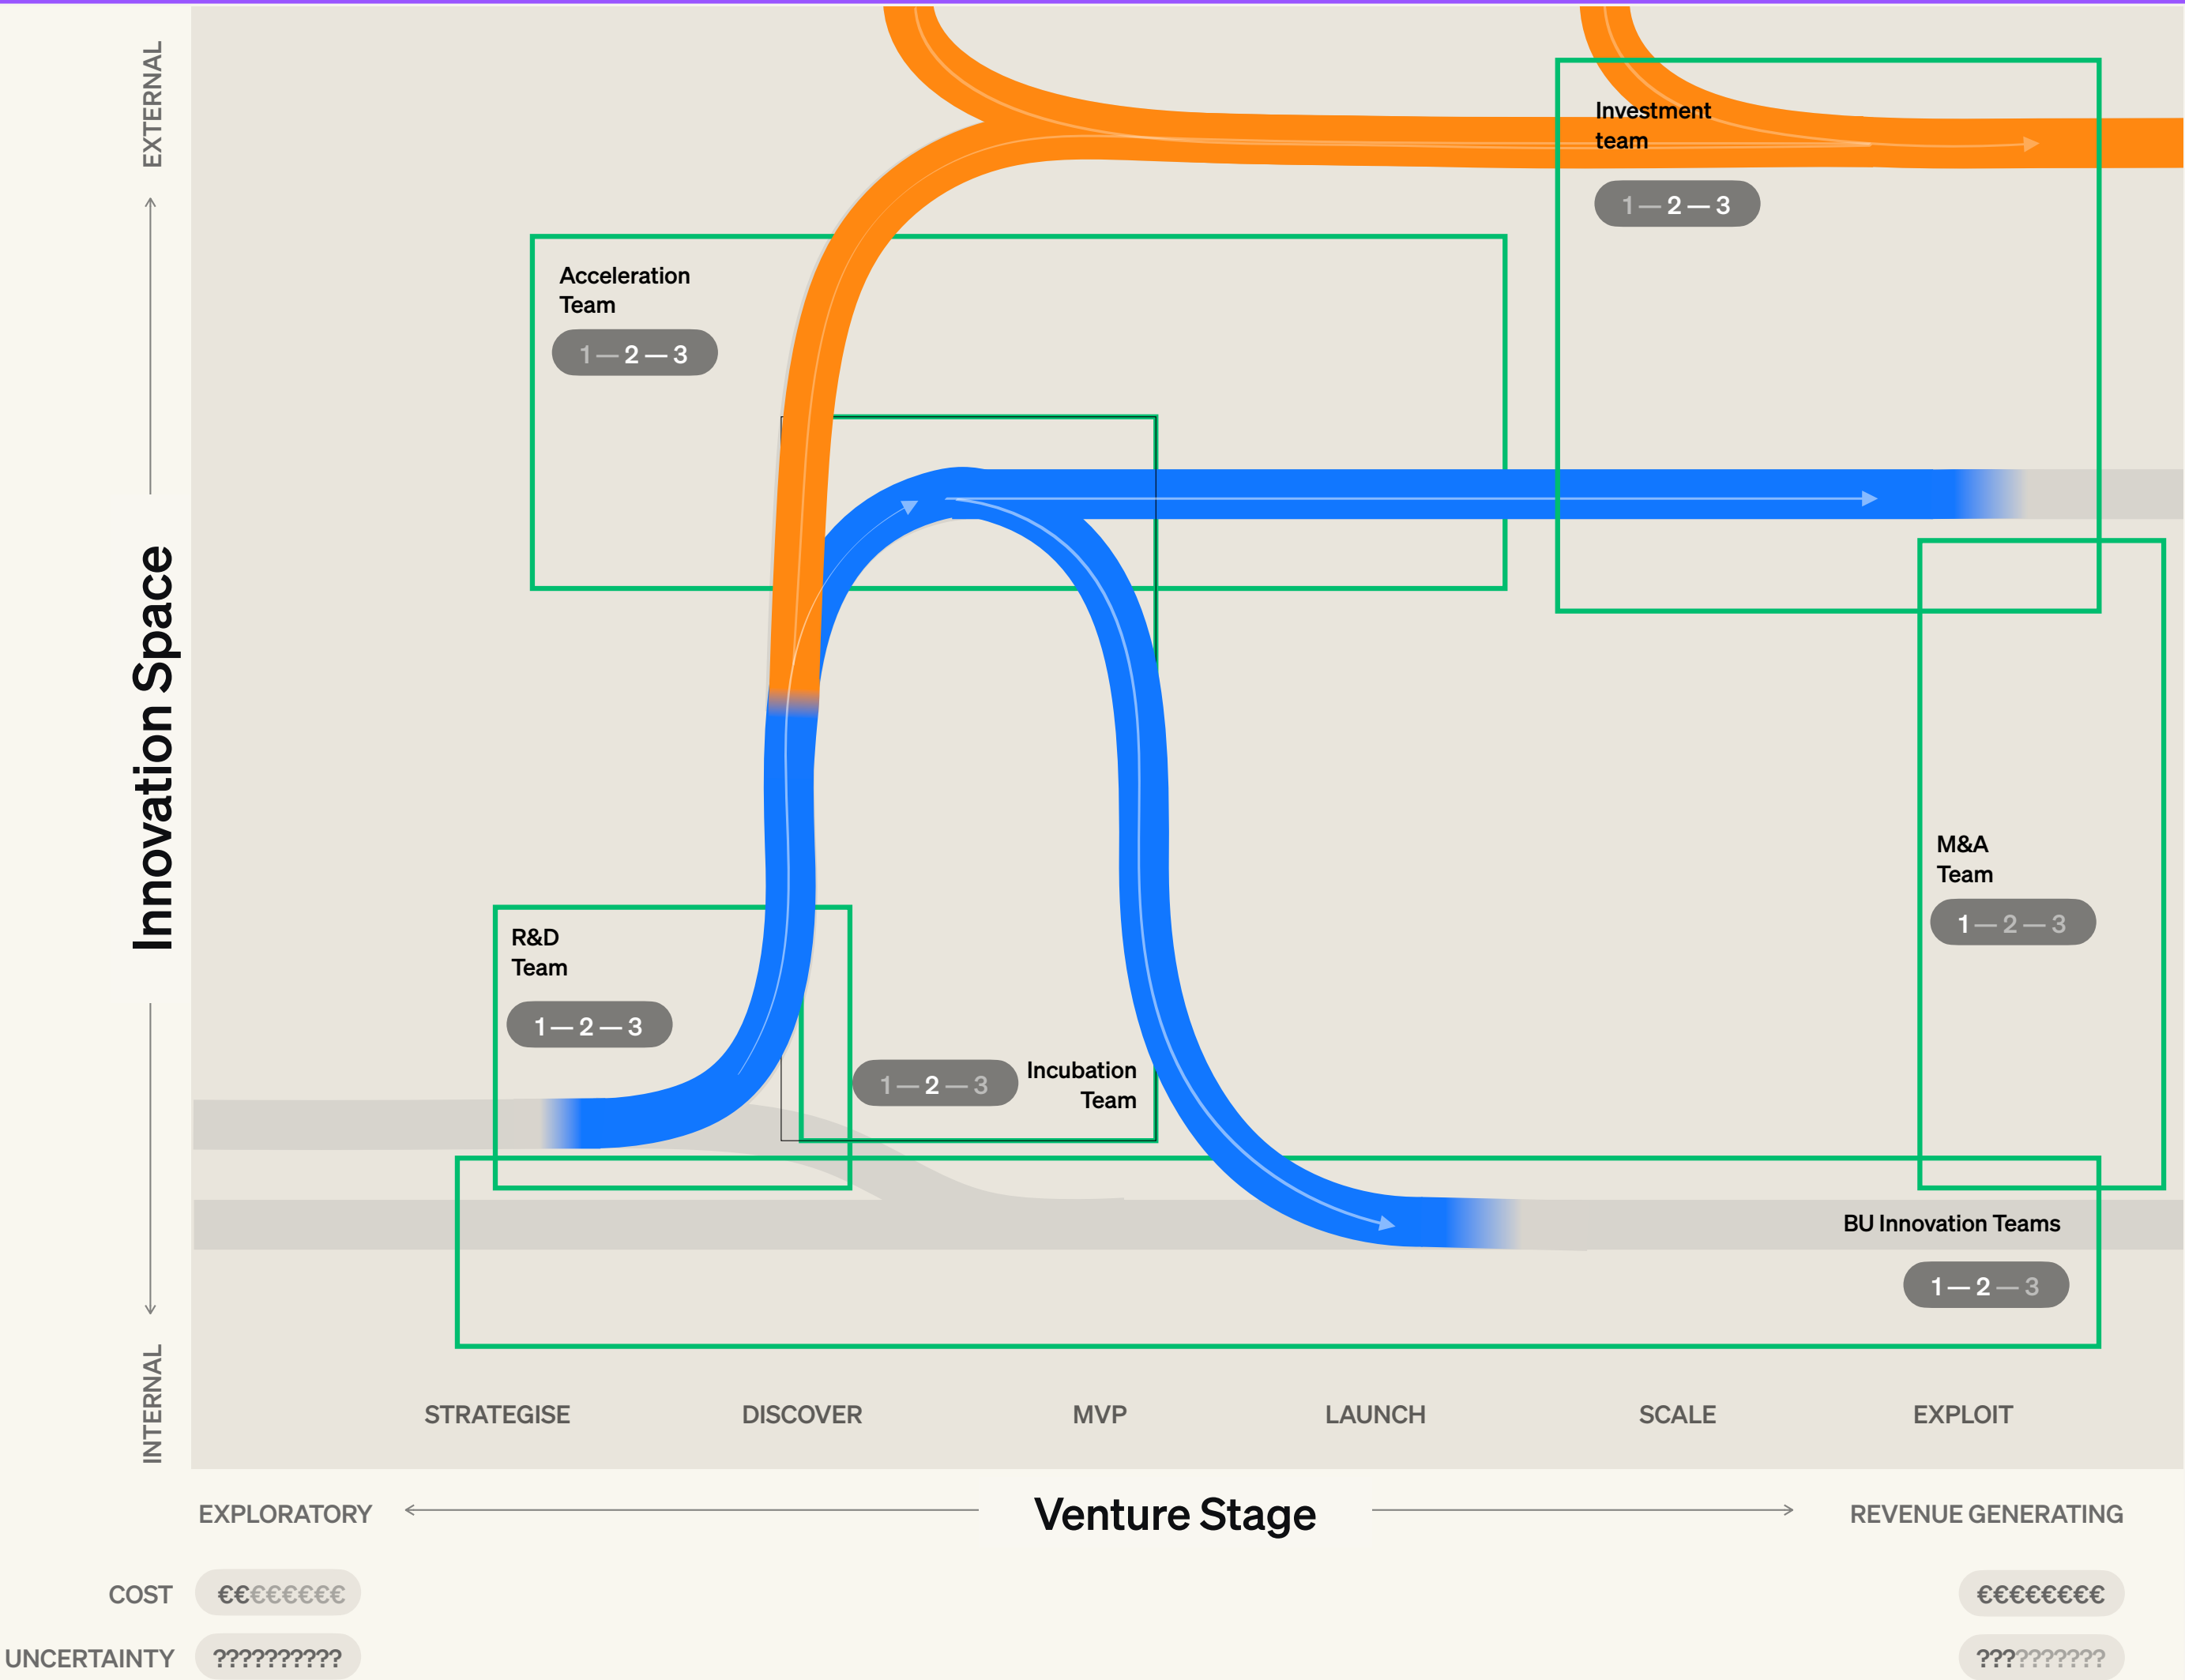 EXTERNAL
Innovation Space
INTERNAL
Investment
team
1 — 2 — 3
Acceleration
Team
1 — 2 — 3
M&A
Team
1 — 2 — 3
R&D
Team
1 — 2 — 3
1 — 2 — 3
Incubation
Team
BU Innovation Teams
1 — 2 — 3
STRATEGISE
DISCOVER
MVP
LAUNCH
SCALE
EXPLOIT
EXPLORATORY
Venture Stage
REVENUE GENERATING
COST
€€€€€€€€
€€€€€€€€
UNCERTAINTY
??????????
??????????